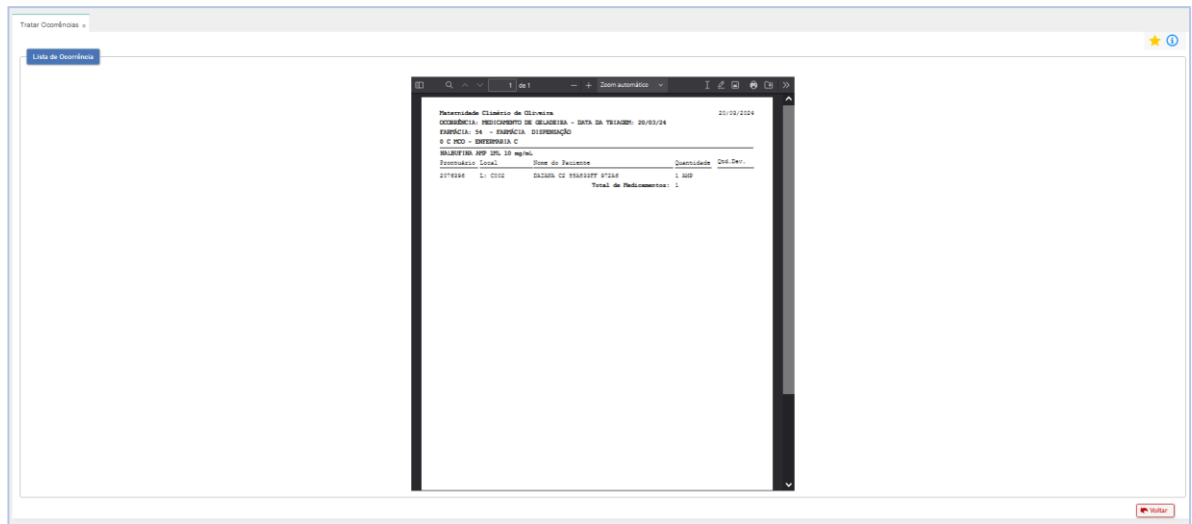 Tratar Ocorrências x
Lista de Ocorrência
1 de 1 Zoom automático
Maternidade Climério de Oliveira 20/03/2024
OCORRÊNCIA: MEDICAMENTO DE GELADEIRA - DATA DA TRIAGEM: 20/03/24
FARMÁCIA: 54 - FARMÁCIA DISPENSAÇÃO
0 C MCO - ENFERMARIA C
NALBUFINA AMP 1ML 10 mg/mL
Prontuário Local Nome do Paciente Quantidade Qtd.Dev.
L: C002 1 AMP
Total de Medicamentos: 1
Voltar